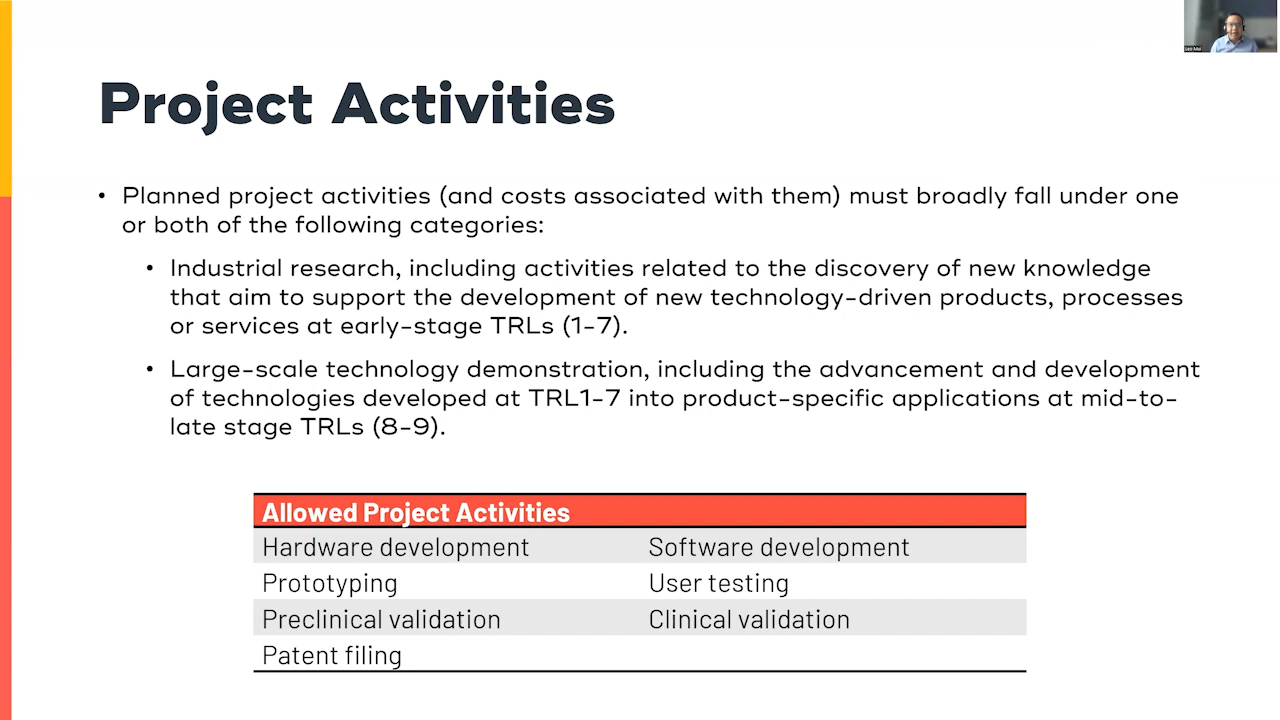 Project Activities
• Planned project activities (and costs associated with them) must broadly fall under one
or both of the following categories:
• Industrial research, including activities related to the discovery of new knowledge
that aim to support the development of new technology-driven products, processes
or services at early-stage TRLs (1-7).
• Large-scale technology demonstration, including the advancement and development
of technologies developed at TRL1-7 into product-specific applications at mid-to-
late stage TRLs (8-9).
Allowed Project Activities
Hardware development Software development
Prototyping User testing
Preclinical validation Clinical validation
Patent filing